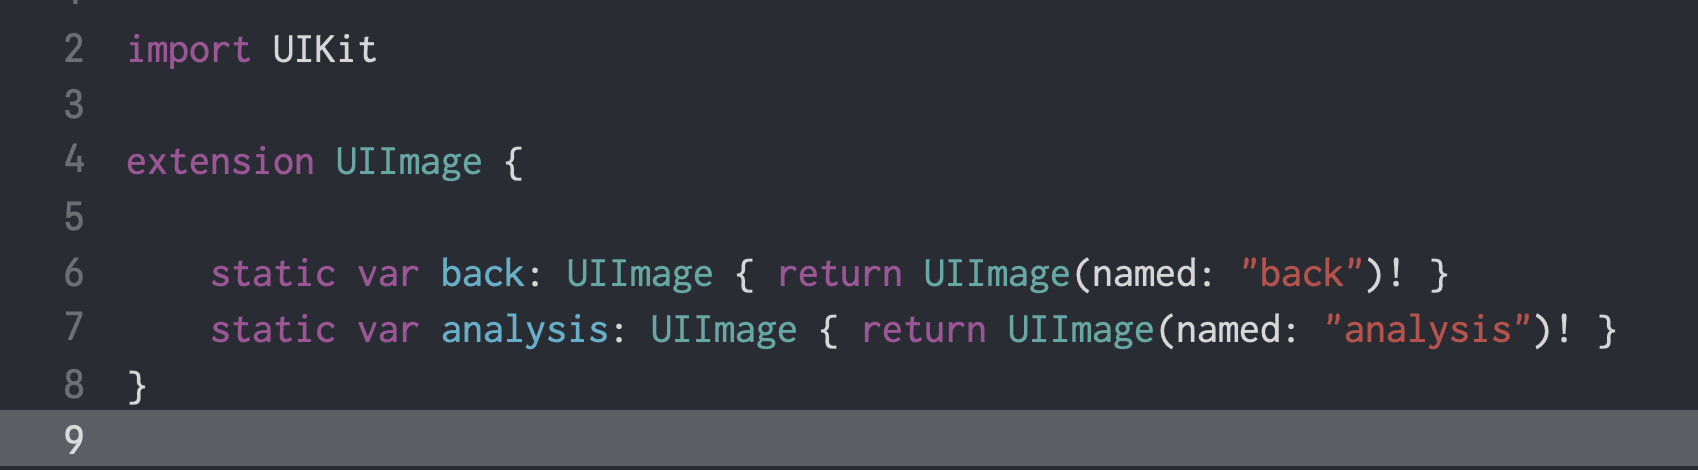 2 import UIKit
3
4 extension UIImage {
5
6     static var back: UIImage { return UIImage(named: "back")! }
7     static var analysis: UIImage { return UIImage(named: "analysis")! }
8 }
9